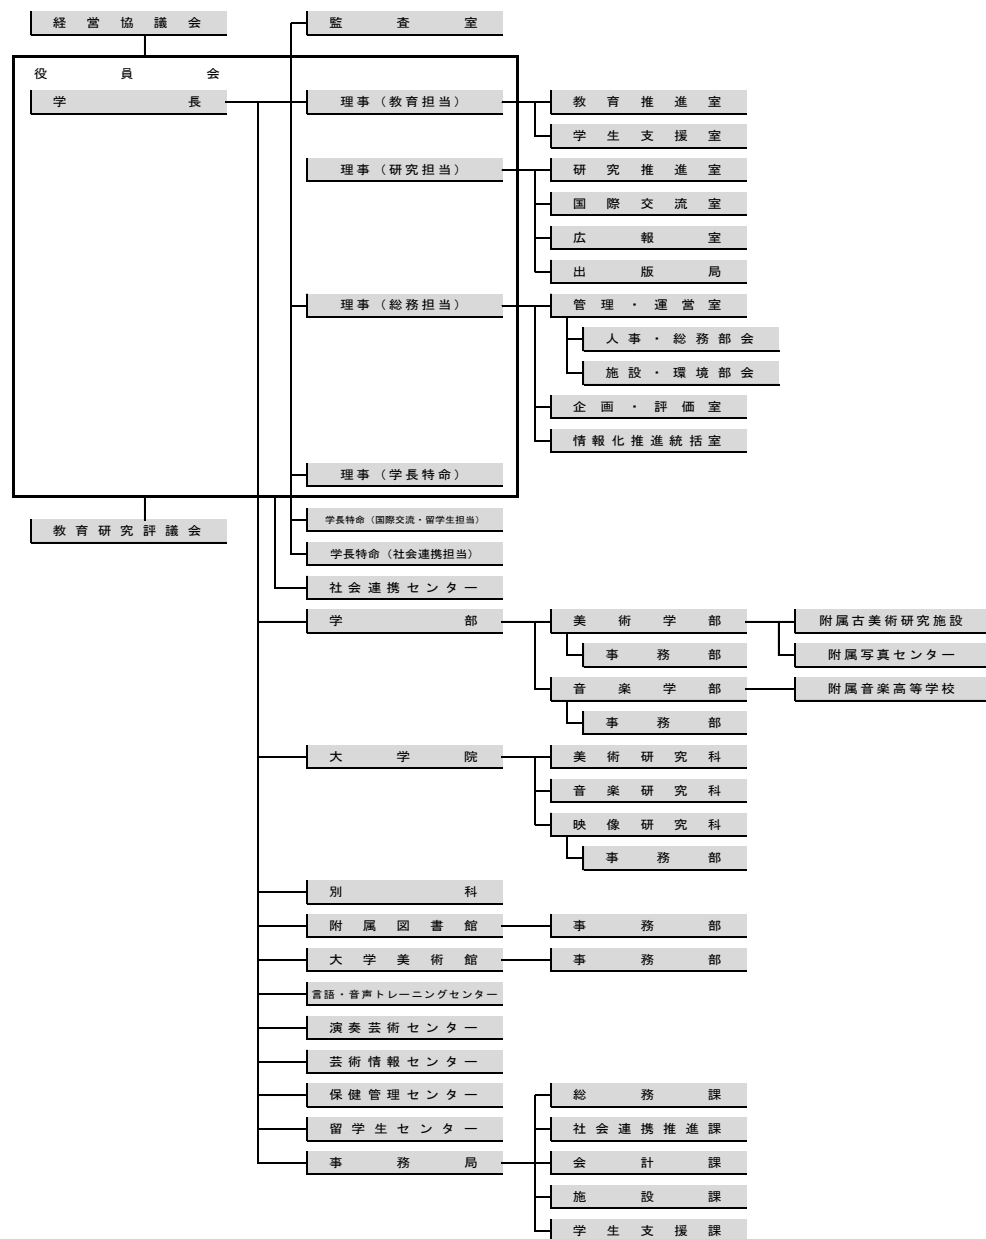 経営協議会
監査室
役員会
学長
理事（教育担当）
教育推進室
学生支援室
理事（研究担当）
研究推進室
国際交流室
広報室
出版局
理事（総務担当）
管理・運営室
人事・総務部会
施設・環境部会
企画・評価室
情報化推進統括室
理事（学長特命）
教育研究評議会
学長特命（国際交流・留学生担当）
学長特命（社会連携担当）
社会連携センター
学部
美術学部
附属古美術研究施設
事務部
附属写真センター
音楽学部
附属音楽高等学校
事務部
大学院
美術研究科
音楽研究科
映像研究科
事務部
別科
附属図書館
事務部
大学美術館
事務部
言語・音声トレーニングセンター
演奏芸術センター
芸術情報センター
保健管理センター
総務課
留学生センター
社会連携推進課
事務局
会計課
施設課
学生支援課